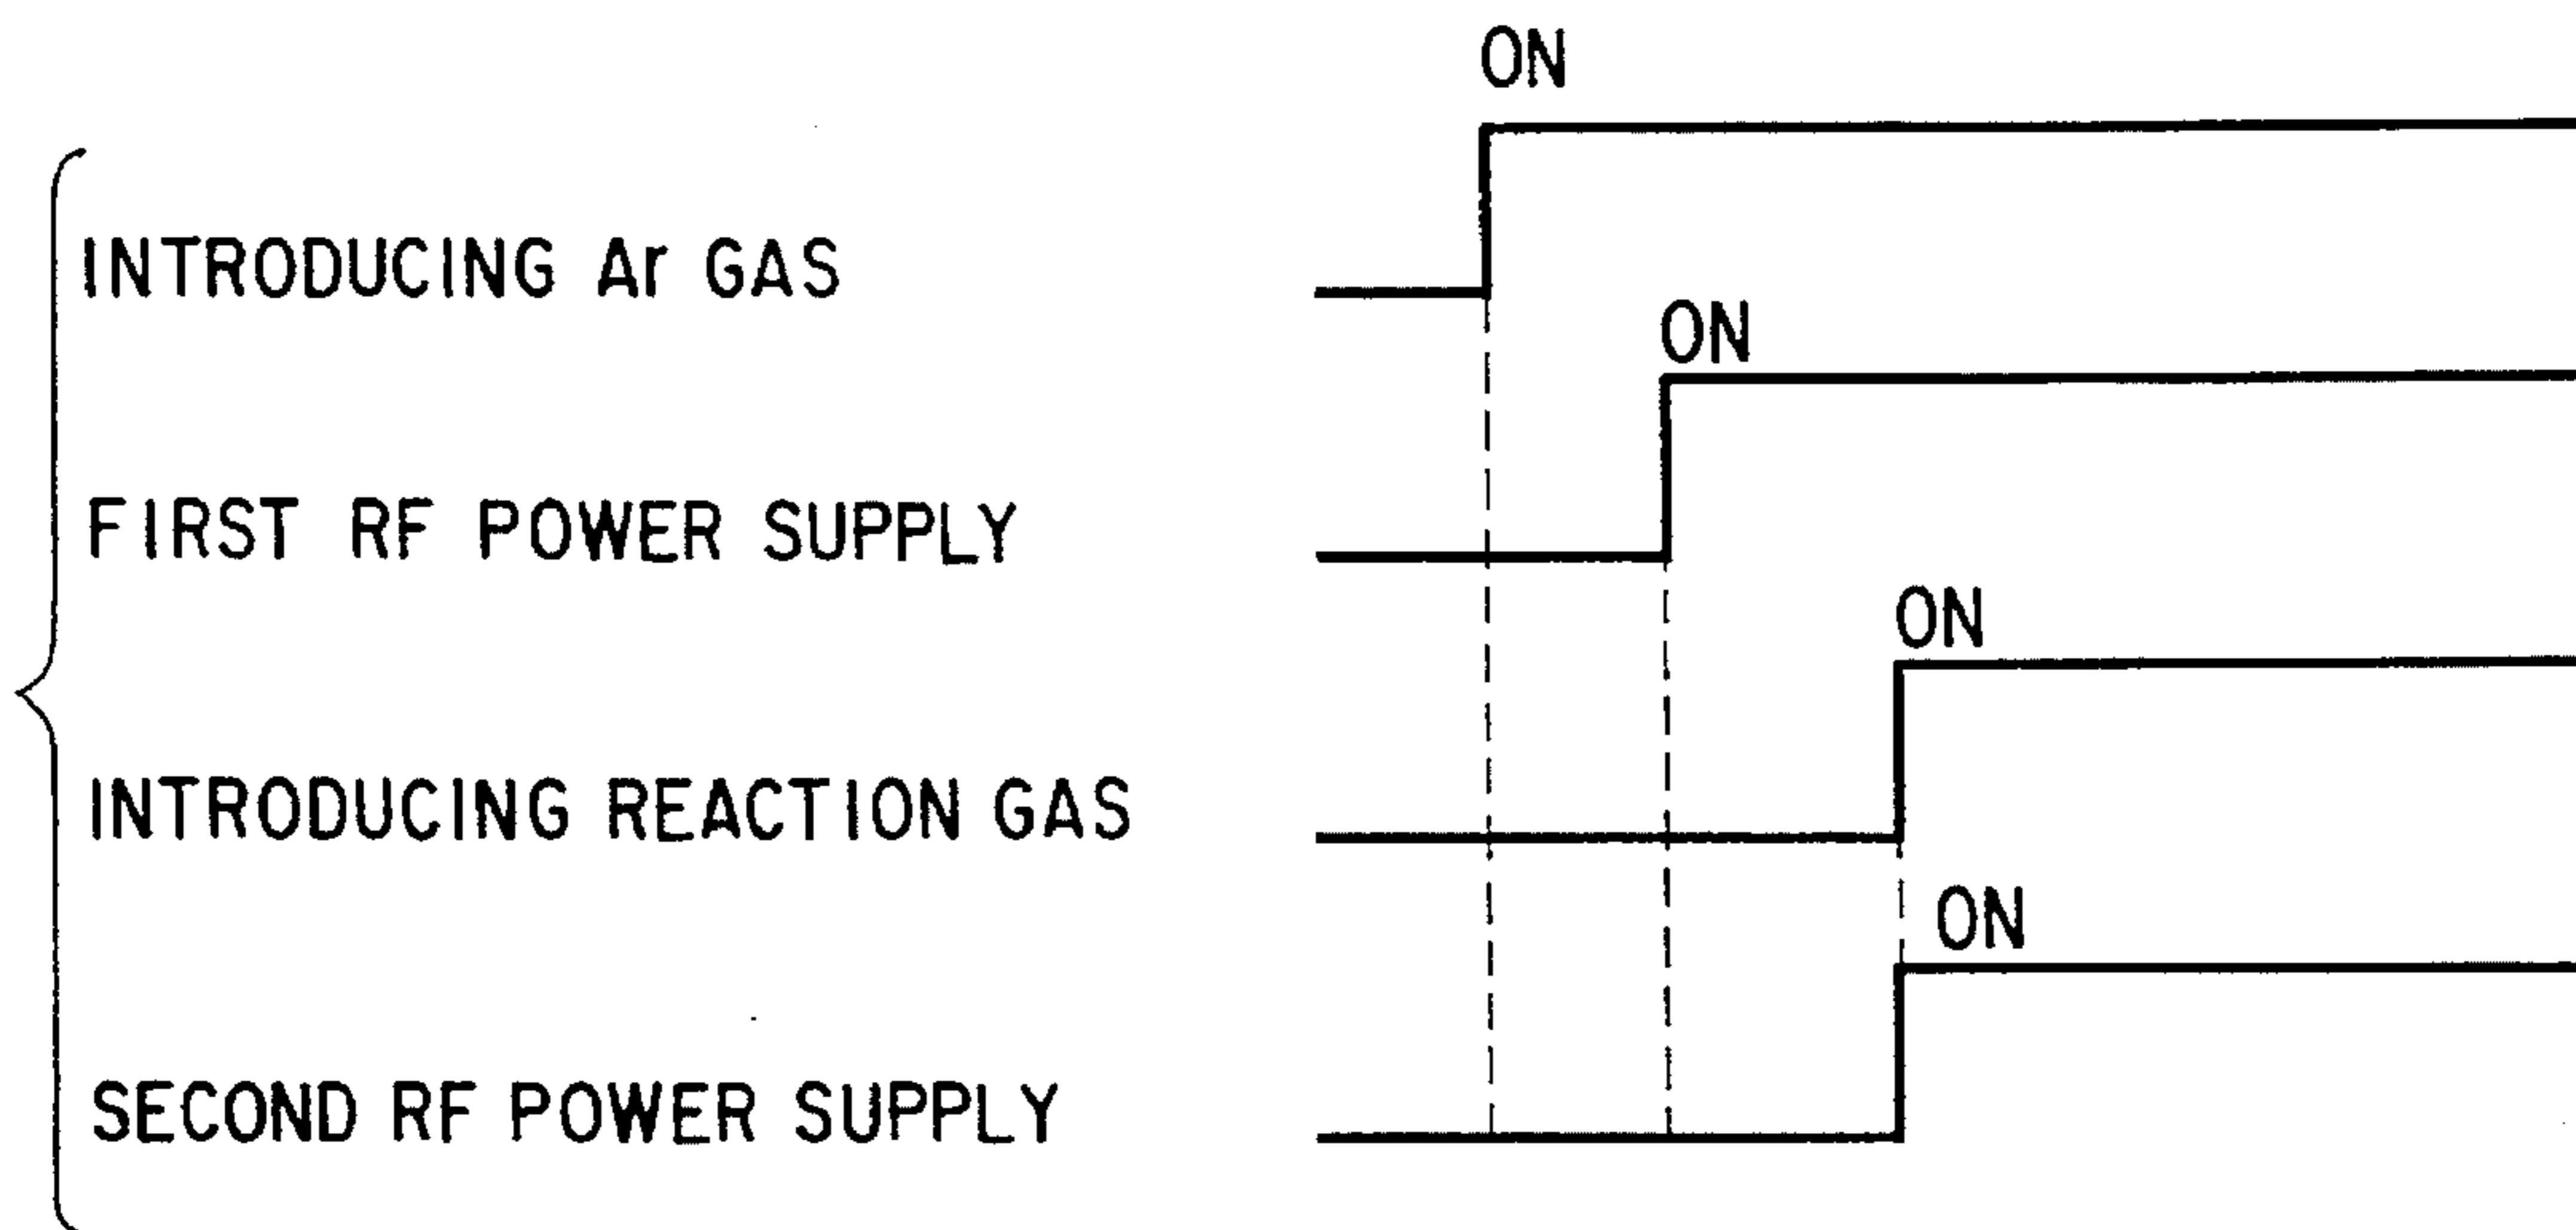 ON
INTRODUCING Ar GAS
ON
FIRST RF POWER SUPPLY
ON
INTRODUCING REACTION GAS
ON
SECOND RF POWER SUPPLY